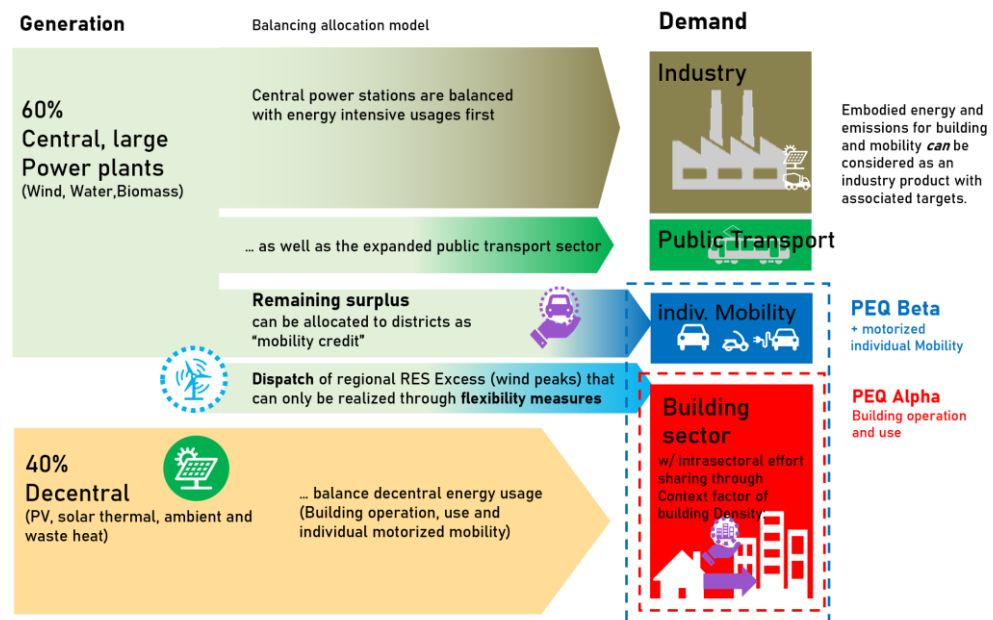 Generation
Balancing allocation model
Demand
60%
Central, large
Power plants
(Wind, Water,Biomass)
Central power stations are balanced
with energy intensive usages first
Industry
Embodied energy and
emissions for building
and mobility can be
considered as an
industry product with
associated targets.
... as well as the expanded public transport sector
Public Transport
Remaining surplus
can be allocated to districts as
“mobility credit”
indiv. Mobility
PEQ Beta
+ motorized
individual Mobility
Dispatch of regional RES Excess (wind peaks) that
can only be realized through flexibility measures
PEQ Alpha
Building operation
and use
Building
sector
w/ intrasectoral effort
sharing through
Context factor of
building Density:
40%
Decentral
(PV, solar thermal, ambient and
waste heat)
... balance decentral energy usage
(Building operation, use and
individual motorized mobility)